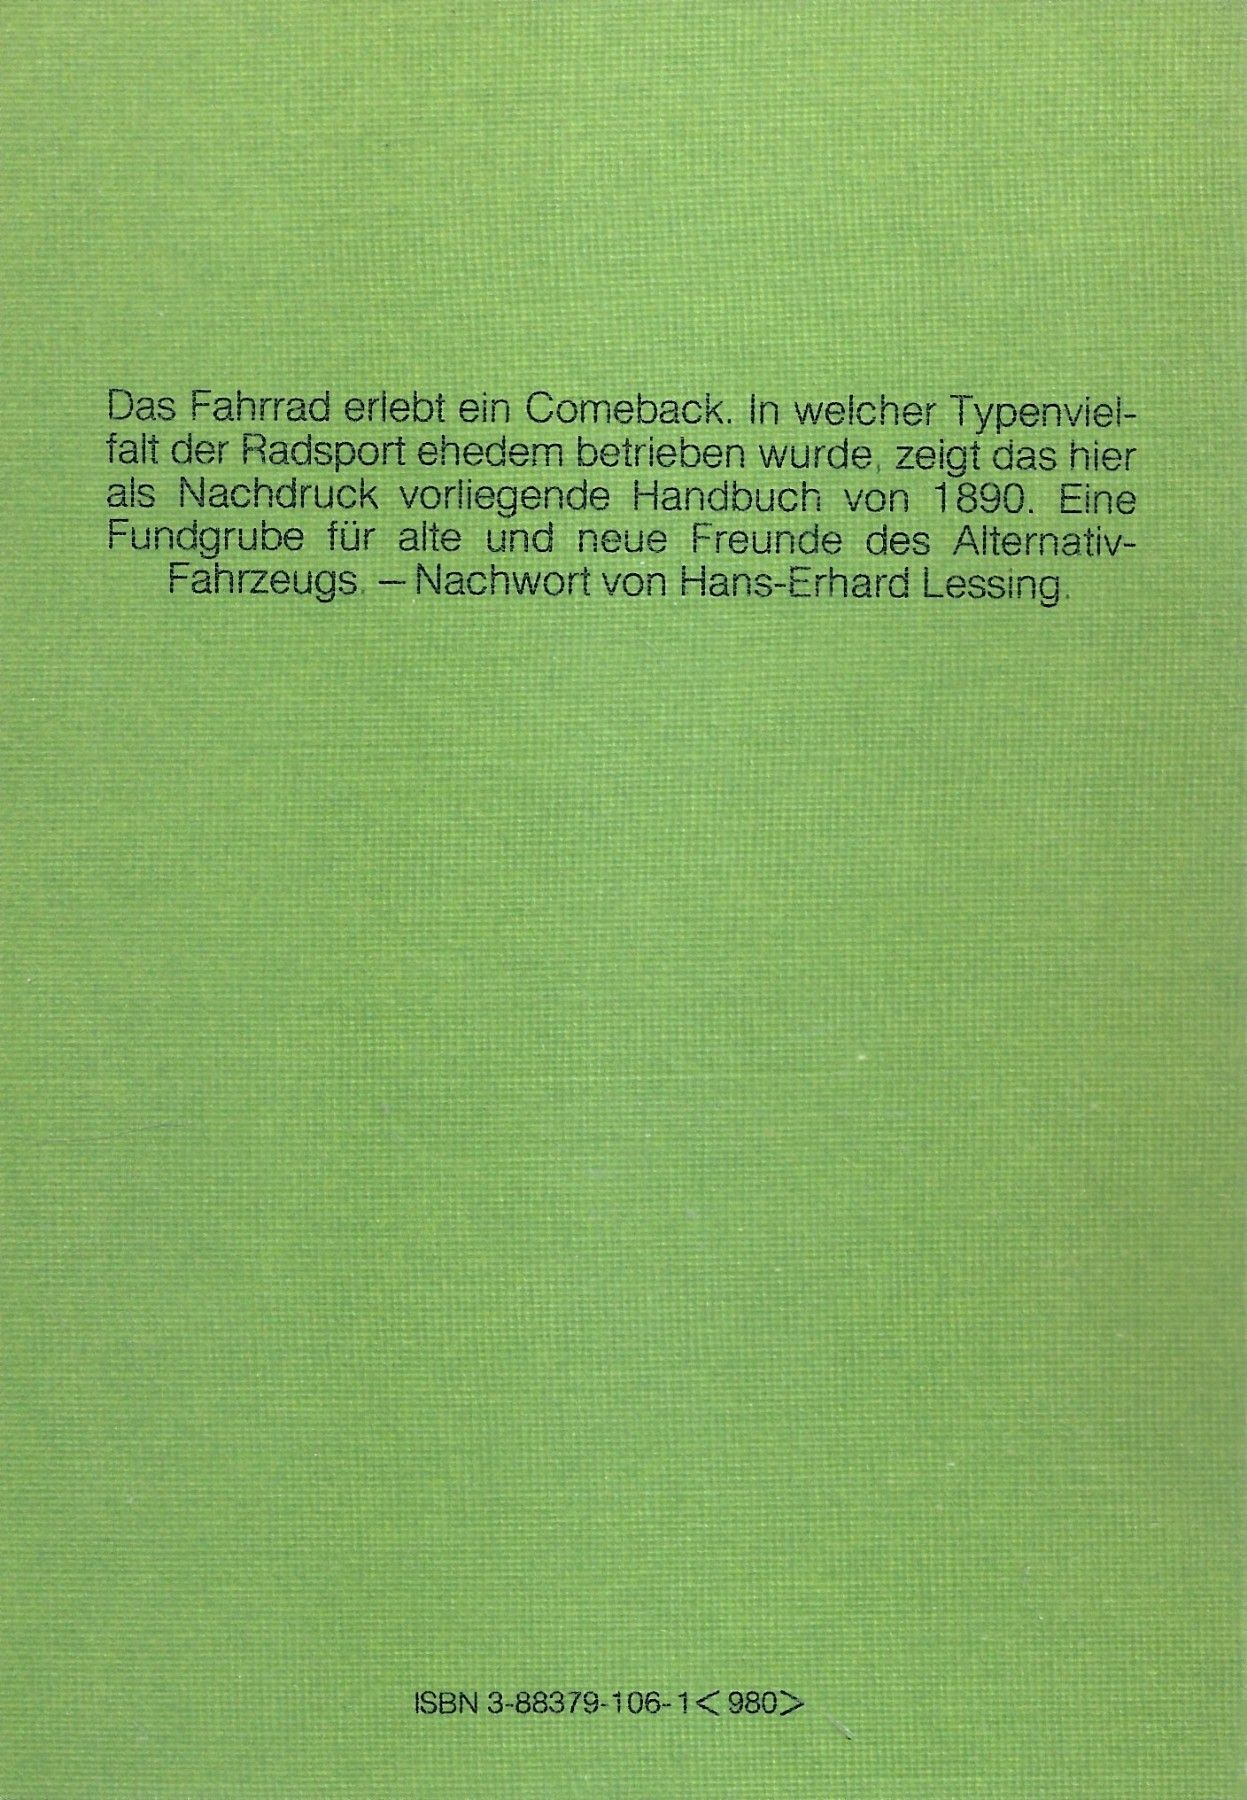 Das Fahrrad erlebt ein Comeback. In welcher Typenviel-
falt der Radsport ehedem betrieben wurde, zeigt das hier
als Nachdruck vorliegende Handbuch von 1890. Eine
Fundgrube für alte und neue Freunde des Alternativ-
Fahrzeugs. – Nachwort von Hans-Erhard Lessing.
ISBN 3-88379-106-1<980>